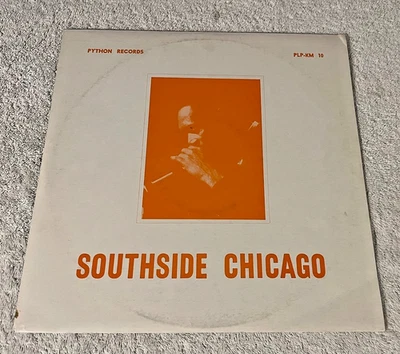 PYTHON RECORDS
PLP-KM 10
SOUTHSIDE CHICAGO